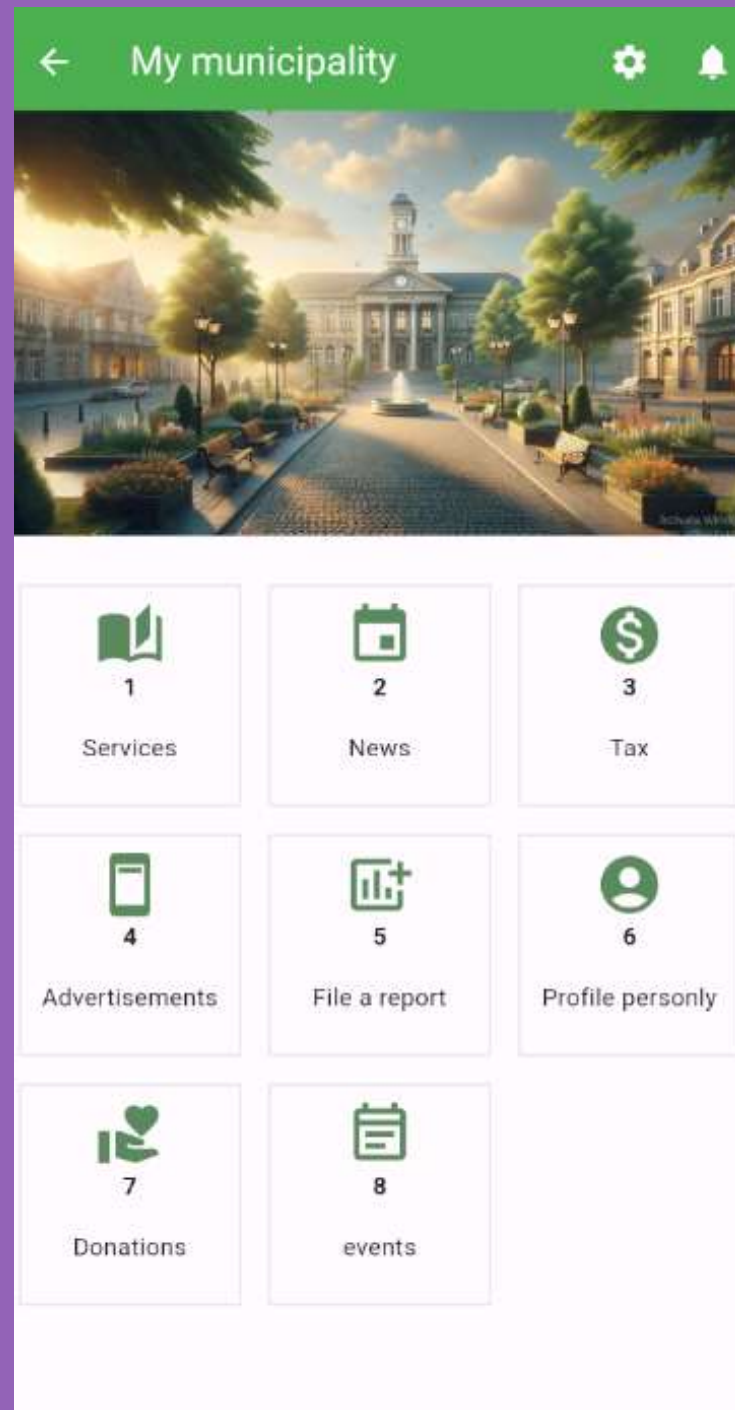 My municipality
1 2 3
Services News Tax
4 5 6
Advertisements File a report Profile personly
7 8
Donations events